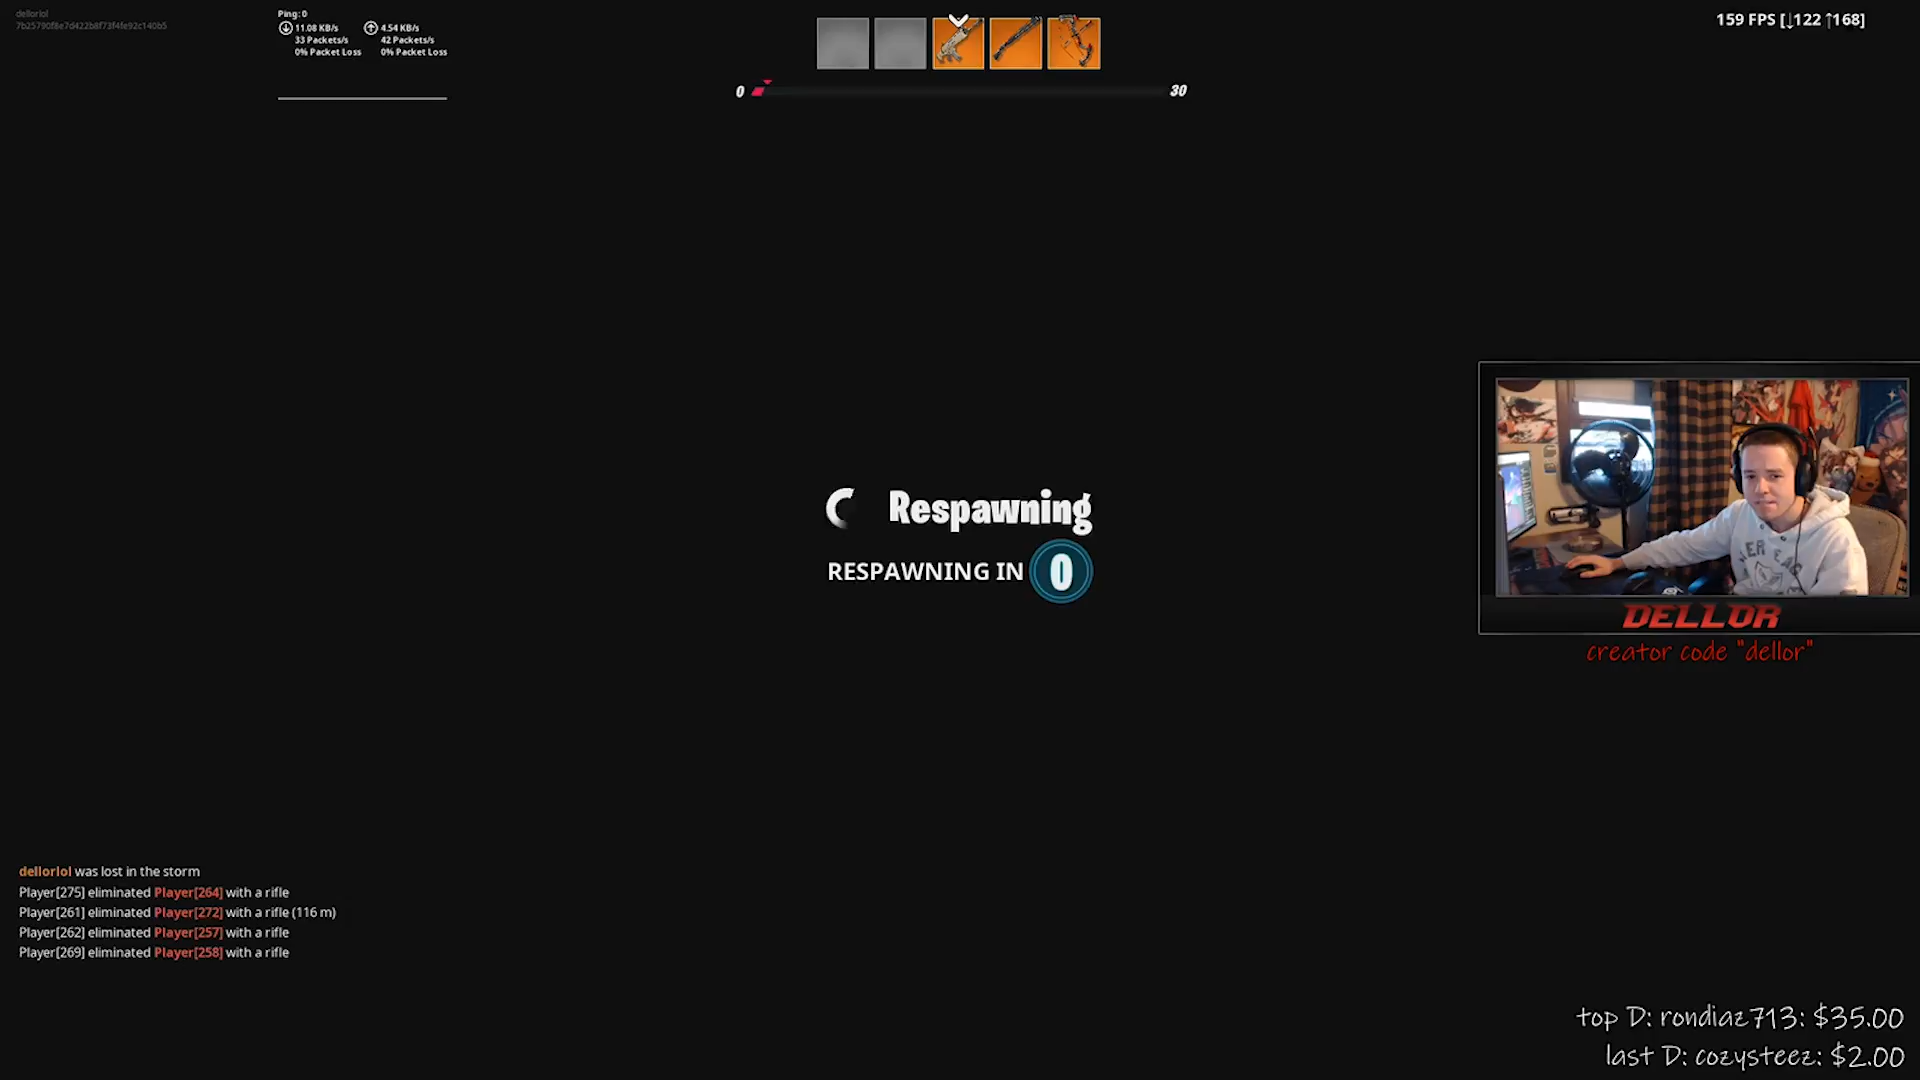 dellorlol
7b25790f8e7d422b8f73f4fe92c140b5
Ping: 0
11.08 KB/s 4.54 KB/s
33 Packets/s 42 Packets/s
0% Packet Loss 0% Packet Loss
159 FPS [↓122 ↑168]
0 30
Respawning
RESPAWNING IN 0
DELLOR
creator code "dellor"
dellorlol was lost in the storm
Player[275] eliminated Player[264] with a rifle
Player[261] eliminated Player[272] with a rifle (116 m)
Player[262] eliminated Player[257] with a rifle
Player[269] eliminated Player[258] with a rifle
top D: rondiaz713: $35.00
last D: cozysteez: $2.00